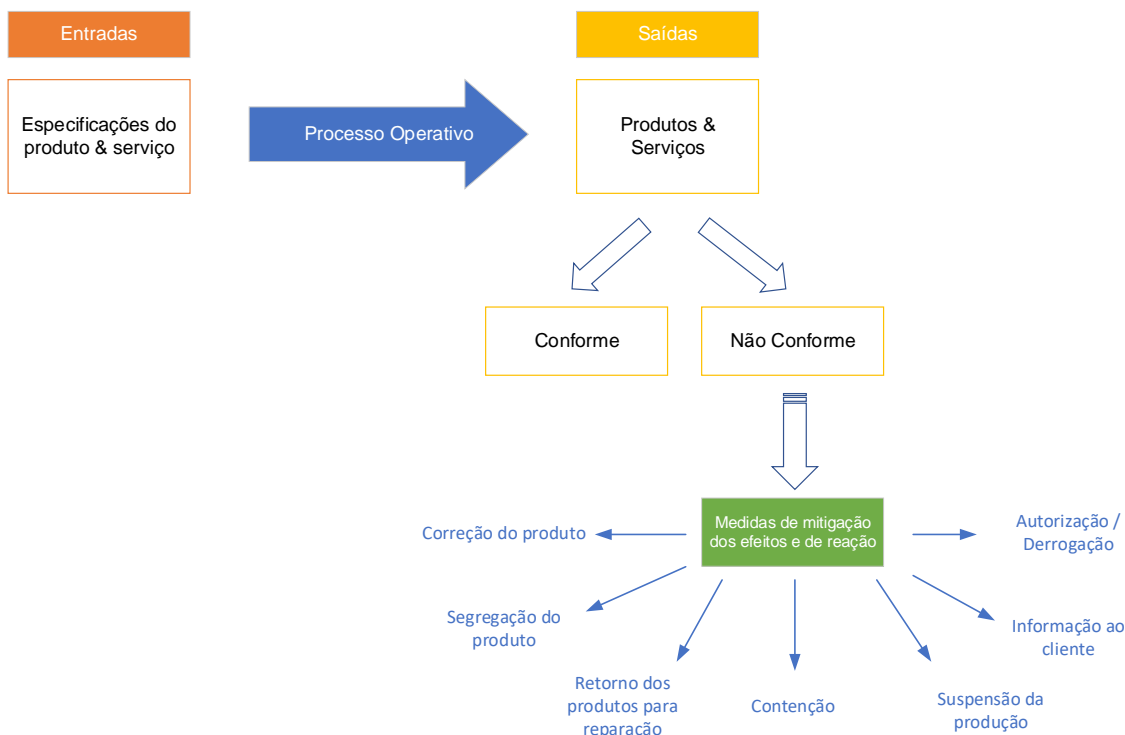 Entradas
Saídas
Especificações do
produto & serviço
Processo Operativo
Produtos &
Serviços
Conforme
Não Conforme
Medidas de mitigação
dos efeitos e de reação
Correção do produto
Autorização /
Derrogação
Segregação do
produto
Informação ao
cliente
Retorno dos
produtos para
reparação
Contenção
Suspensão da
produção